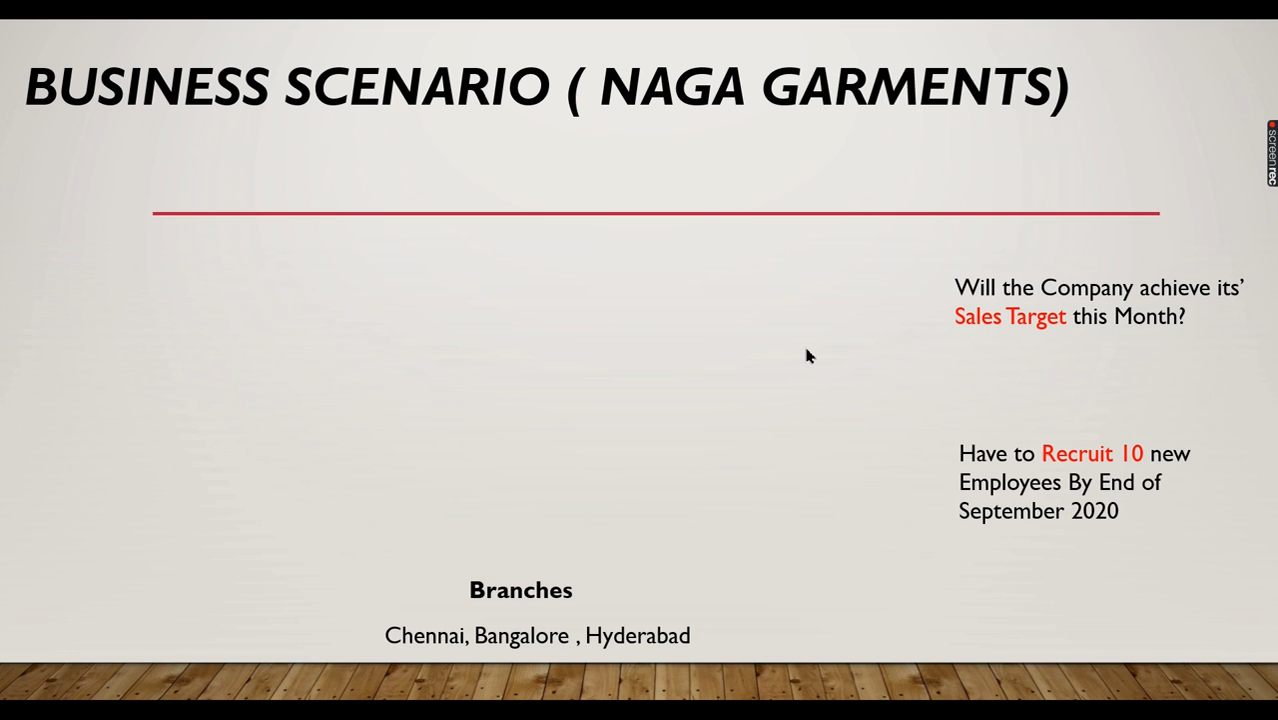 BUSINESS SCENARIO ( NAGA GARMENTS)
screenrec
Will the Company achieve its’
Sales Target this Month?
Have to Recruit 10 new
Employees By End of
September 2020
Branches
Chennai, Bangalore , Hyderabad